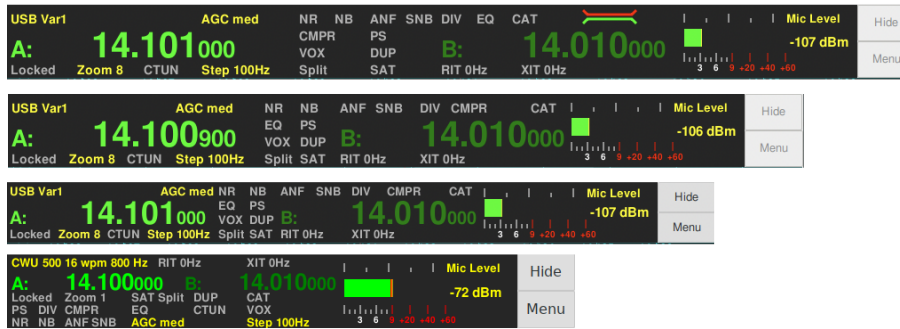 USB Var1 AGC med NR NB ANF SNB DIV EQ CAT Mic Level Hide
CMPR PS
A: 14.101000 VOX DUP B: 14.010000 -107 dBm
Locked Zoom 8 CTUN Step 100Hz Split SAT RIT 0Hz XIT 0Hz 3 6 9 +20 +40 +60 Menu
USB Var1 AGC med NR NB ANF SNB DIV CMPR CAT Mic Level Hide
EQ PS
A: 14.100900 VOX DUP B: 14.010000 -106 dBm
Locked Zoom 8 CTUN Step 100Hz Split SAT RIT 0Hz XIT 0Hz 3 6 9 +20 +40 +60 Menu
USB Var1 AGC med NR NB ANF SNB DIV CMPR CAT Mic Level Hide
EQ PS
A: 14.101000 VOX DUP B: 14.010000 -107 dBm
Locked Zoom 8 CTUN Step 100Hz Split SAT RIT 0Hz XIT 0Hz 3 6 9 +20 +40 +60 Menu
CWU 500 16 wpm 800 Hz RIT 0Hz XIT 0Hz Mic Level Hide
A: 14.100000 B: 14.010000 -72 dBm
Locked Zoom 1 SAT Split DUP CAT
PS DIV CMPR EQ CTUN VOX Menu
NR NB ANF SNB AGC med Step 100Hz 3 6 9 +20 +40 +60